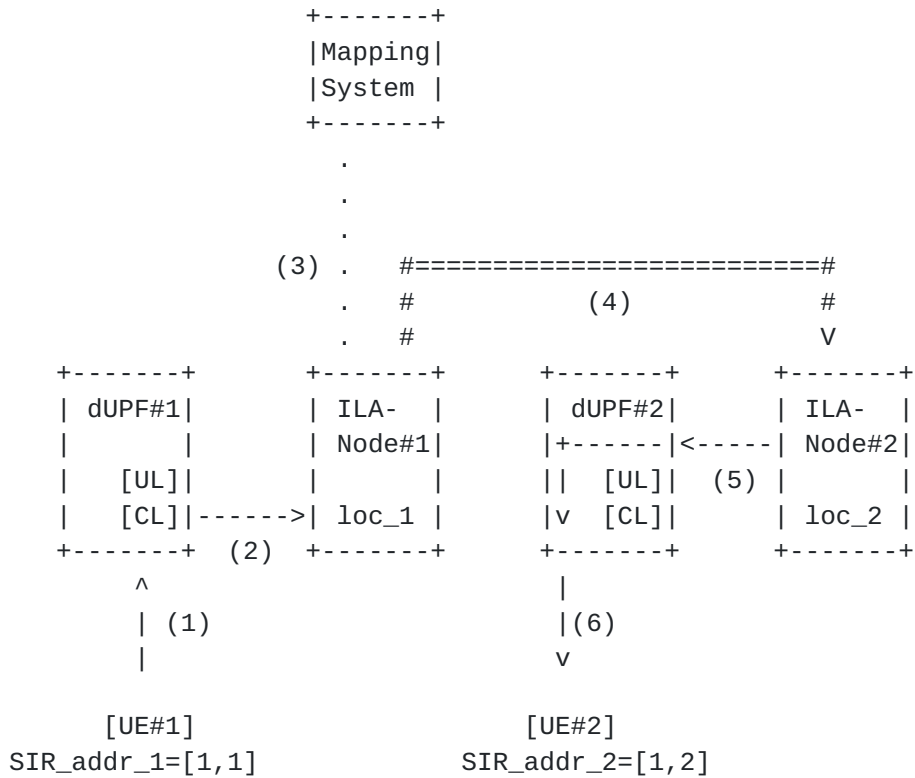 +-------+
|Mapping|
|System |
+-------+
.
.
.
(3) .   #==========================#
.   #           (4)            #
.   #                          V
+-------+       +-------+      +-------+      +-------+
| dUPF#1|       | ILA-  |      | dUPF#2|      | ILA-  |
|       |       | Node#1|      |+------|<-----| Node#2|
|   [UL]|       |       |      || [UL]|  (5) |       |
|   [CL]|------>| loc_1 |      |v [CL]|      | loc_2 |
+-------+  (2)  +-------+      +-------+      +-------+
^                           |
| (1)                       |(6)
|                           v
[UE#1]                     [UE#2]
SIR_addr_1=[1,1]             SIR_addr_2=[1,2]